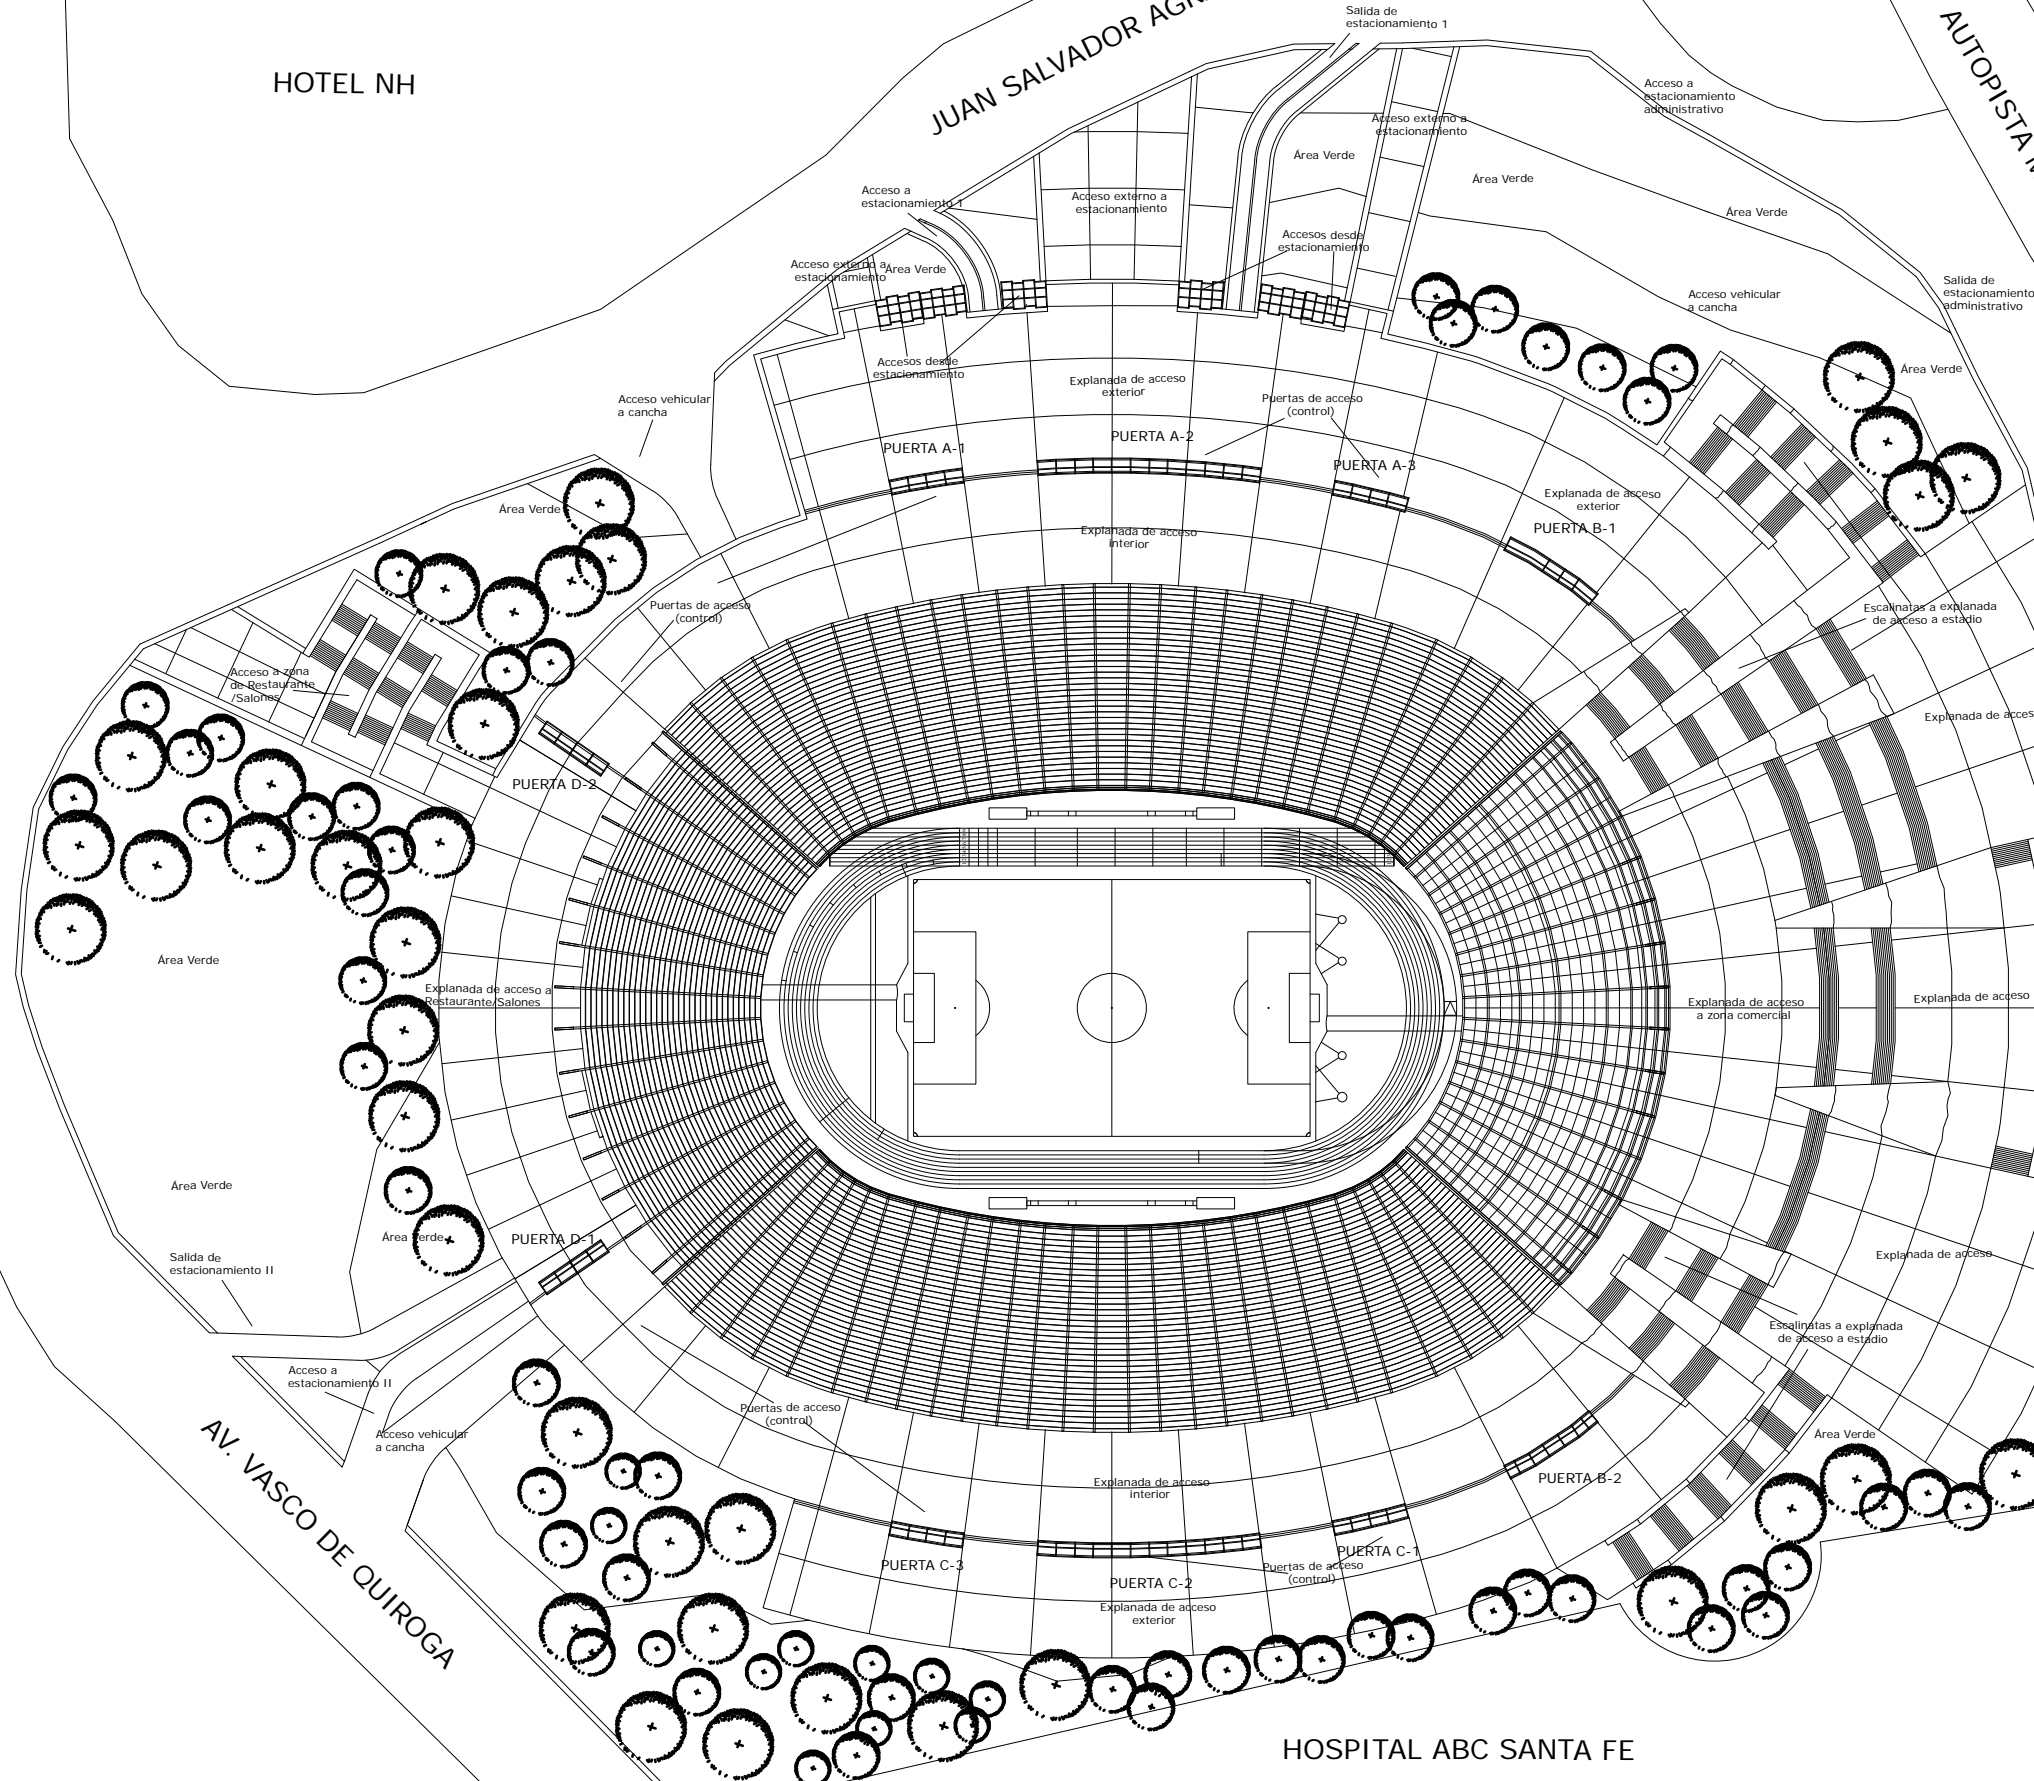 Salida de
estacionamiento 1
JUAN SALVADOR
AUTOPISTA
HOTEL NH
Acceso a
estacionamiento
administrativo
Acceso externo a
estacionamiento
Área Verde
Área Verde
Área Verde
Acceso a
estacionamiento 1
Acceso externo a
estacionamiento
Accesos desde
estacionamiento
Acceso externo a
estacionamiento
Área Verde
Salida de
estacionamiento
administrativo
Acceso vehicular
a cancha
Accesos desde
estacionamiento
Explanada de acceso
exterior
Área Verde
Acceso vehicular
a cancha
Puertas de acceso
(control)
PUERTA A-1
PUERTA A-2
PUERTA A-3
Explanada de acceso
exterior
PUERTA B-1
Área Verde
Explanada de acceso
interior
Puertas de acceso
(control)
Escalinatas a explanada
de acceso a estadio
Acceso a zona
de Restaurante
/Salones
Explanada de acces
PUERTA D-2
Área Verde
Explanada de acceso a
Restaurante/Salones
Explanada de acceso
a zona comercial
Explanada de acceso
Área Verde
Área Verde
PUERTA D-1
Salida de
estacionamiento II
Explanada de acceso
Escalinatas a explanada
de acceso a estadio
Acceso a
estacionamiento II
Puertas de acceso
(control)
Acceso vehicular
a cancha
Área Verde
AV. VASCO DE QUIROGA
Explanada de acceso
interior
PUERTA B-2
PUERTA C-3
PUERTA C-2
PUERTA C-1
Puertas de acceso
(control)
Explanada de acceso
exterior
HOSPITAL ABC SANTA FE